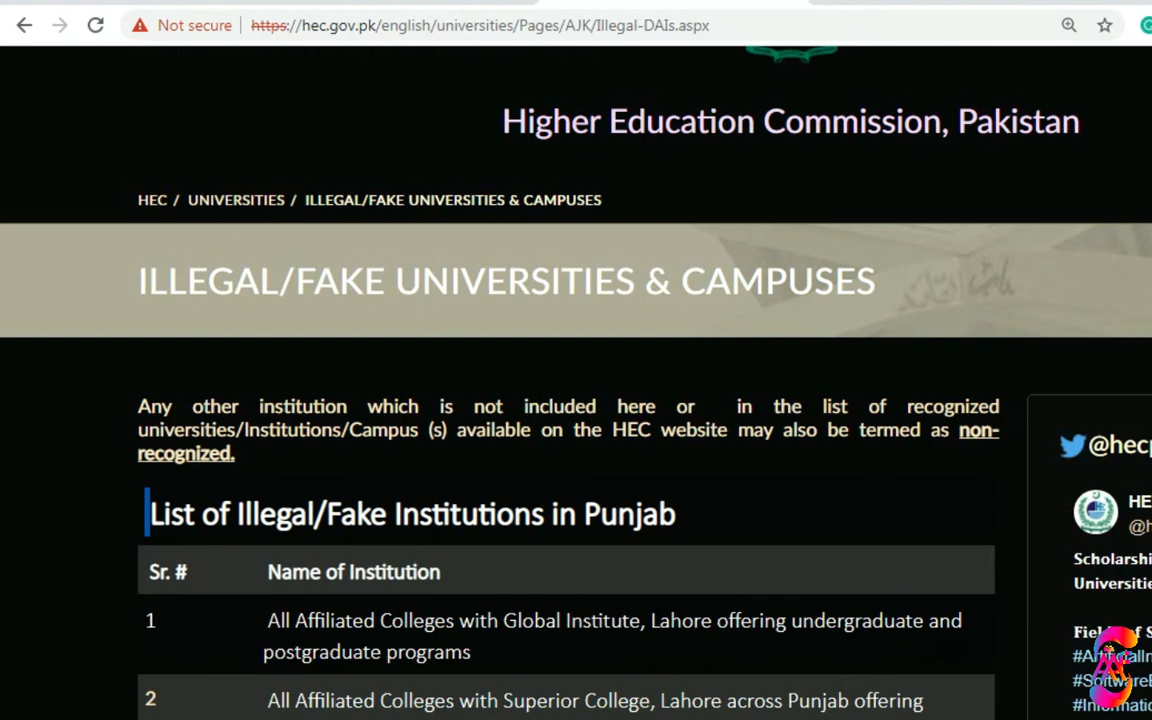 Not secure | https://hec.gov.pk/english/universities/Pages/AJK/Illegal-DAIs.aspx
Higher Education Commission, Pakistan
HEC / UNIVERSITIES / ILLEGAL/FAKE UNIVERSITIES & CAMPUSES
ILLEGAL/FAKE UNIVERSITIES & CAMPUSES
Any other institution which is not included here or in the list of recognized
universities/Institutions/Campus (s) available on the HEC website may also be termed as non-
recognized.
@hecp
List of Illegal/Fake Institutions in Punjab
HE
@h
Sr. # Name of Institution
Scholarshi
Universitie
1 All Affiliated Colleges with Global Institute, Lahore offering undergraduate and
postgraduate programs
2 All Affiliated Colleges with Superior College, Lahore across Punjab offering